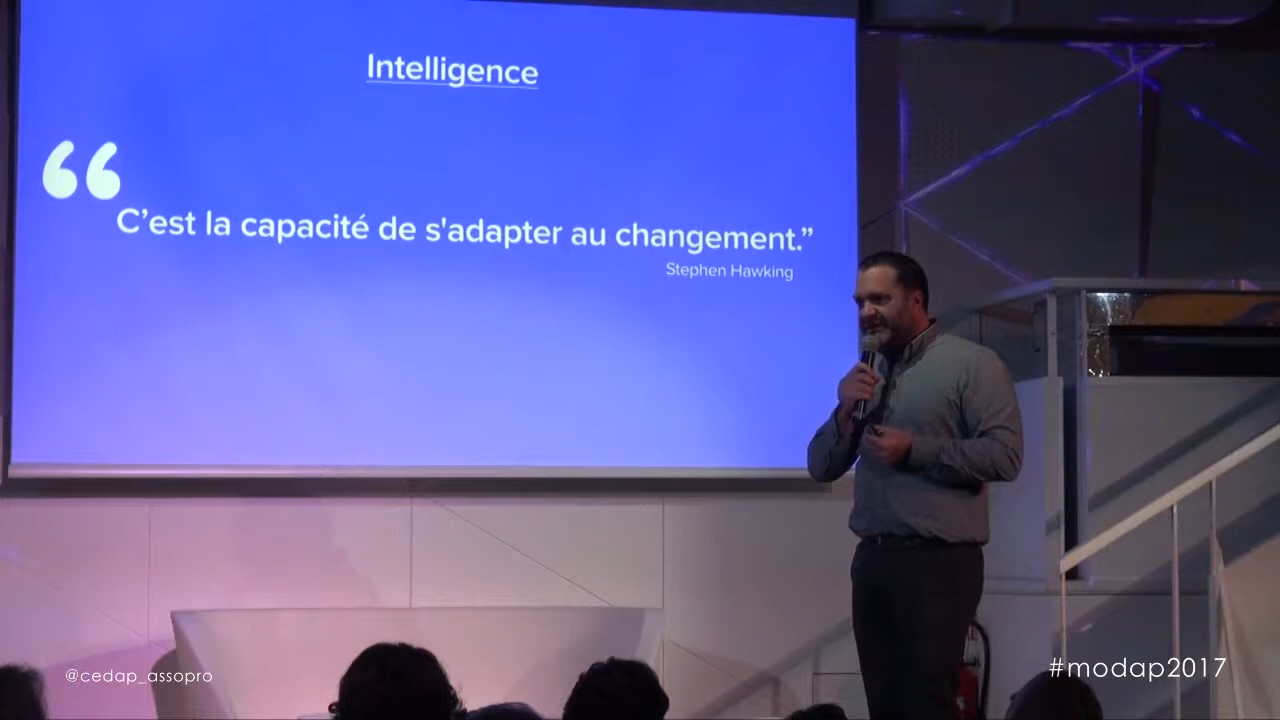 Intelligence
“
C’est la capacité de s'adapter au changement.”
Stephen Hawking
@cedap_assopro
#modap2017